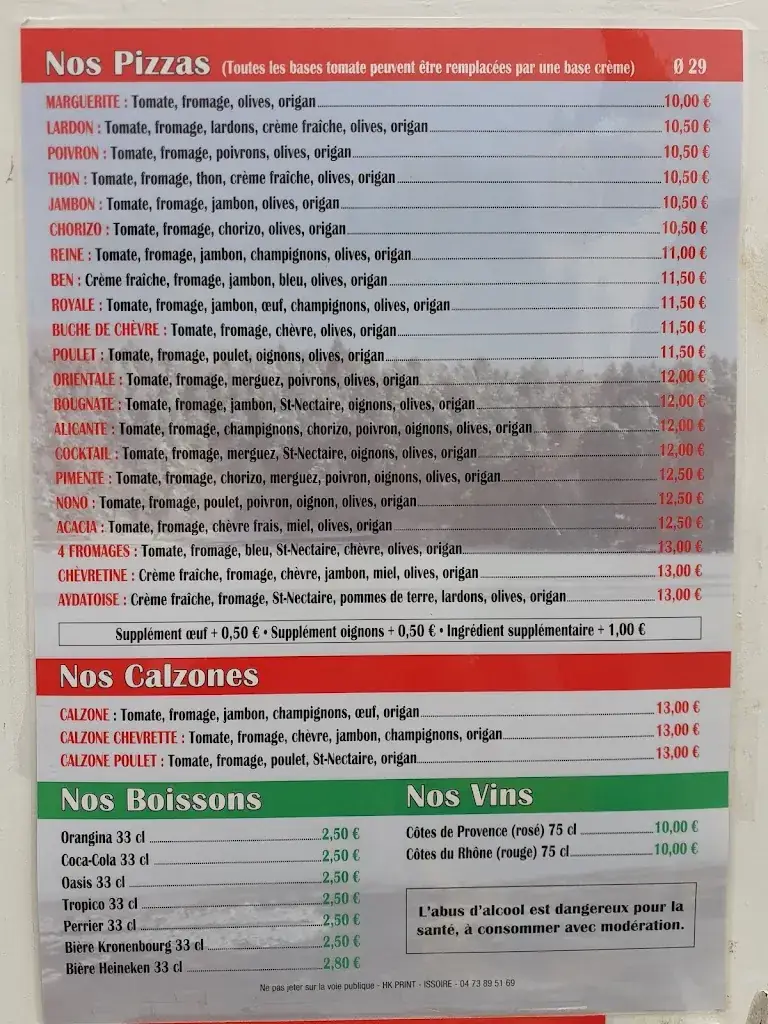 Nos Pizzas (Toutes les bases tomate peuvent être remplacées par une base crème) Ø 29
MARGUERITE : Tomate, fromage, olives, origan 10,00 €
LARDON : Tomate, fromage, lardons, crème fraîche, olives, origan 10,50 €
POIVRON : Tomate, fromage, poivrons, olives, origan 10,50 €
THON : Tomate, fromage, thon, crème fraîche, olives, origan 10,50 €
JAMBON : Tomate, fromage, jambon, olives, origan 10,50 €
CHORIZO : Tomate, fromage, chorizo, olives, origan 10,50 €
REINE : Tomate, fromage, jambon, champignons, olives, origan 11,00 €
BEN : Crème fraîche, fromage, jambon, bleu, olives, origan 11,50 €
ROYALE : Tomate, fromage, jambon, œuf, champignons, olives, origan 11,50 €
BUCHE DE CHÈVRE : Tomate, fromage, chèvre, olives, origan 11,50 €
POULET : Tomate, fromage, poulet, oignons, olives, origan 11,50 €
ORIENTALE : Tomate, fromage, merguez, poivrons, olives, origan 12,00 €
BOUGNATE : Tomate, fromage, jambon, St-Nectaire, oignons, olives, origan 12,00 €
ALICANTE : Tomate, fromage, champignons, chorizo, poivron, oignons, olives, origan 12,00 €
COCKTAIL : Tomate, fromage, merguez, St-Nectaire, oignons, olives, origan 12,00 €
PIMENTE : Tomate, fromage, chorizo, merguez, poivron, oignons, olives, origan 12,50 €
NONO : Tomate, fromage, poulet, poivron, oignon, olives, origan 12,50 €
ACACIA : Tomate, fromage, chèvre frais, miel, olives, origan 12,50 €
4 FROMAGES : Tomate, fromage, bleu, St-Nectaire, chèvre, olives, origan 13,00 €
CHÈVRETINE : Crème fraîche, fromage, chèvre, jambon, miel, olives, origan 13,00 €
AYDATOISE : Crème fraîche, fromage, St-Nectaire, pommes de terre, lardons, olives, origan 13,00 €
Supplément œuf + 0,50 € • Supplément oignons + 0,50 € • Ingrédient supplémentaire + 1,00 €
Nos Calzones
CALZONE : Tomate, fromage, jambon, champignons, œuf, origan 13,00 €
CALZONE CHEVRETTE : Tomate, fromage, chèvre, jambon, champignons, origan 13,00 €
CALZONE POULET : Tomate, fromage, poulet, St-Nectaire, origan 13,00 €
Nos Boissons
Orangina 33 cl 2,50 €
Coca-Cola 33 cl 2,50 €
Oasis 33 cl 2,50 €
Tropico 33 cl 2,50 €
Perrier 33 cl 2,50 €
Bière Kronenbourg 33 cl 2,50 €
Bière Heineken 33 cl 2,80 €
Nos Vins
Côtes de Provence (rosé) 75 cl 10,00 €
Côtes du Rhône (rouge) 75 cl 10,00 €
L'abus d'alcool est dangereux pour la
santé, à consommer avec modération.
Ne pas jeter sur la voie publique - HK PRINT - ISSOIRE - 04 73 89 51 69